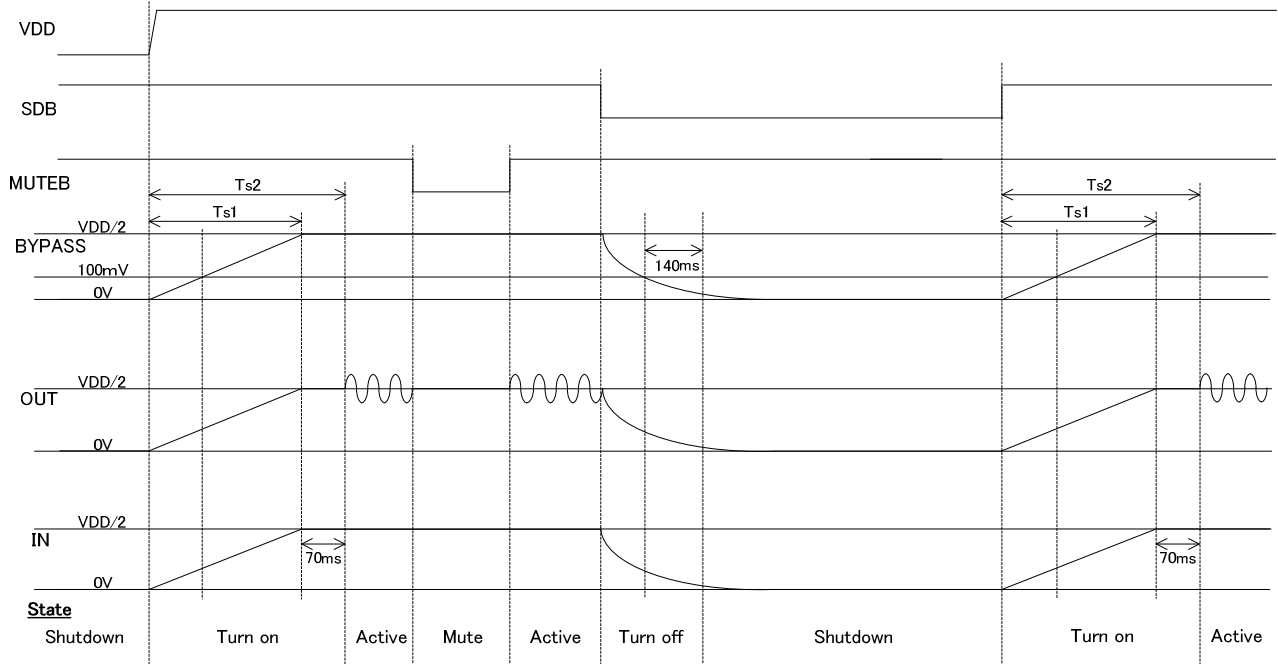 VDD
SDB
MUTEB
Ts2
Ts2
Ts1
Ts1
VDD/2
BYPASS
100mV
140ms
0V
VDD/2
OUT
0V
VDD/2
IN
70ms
70ms
0V
State
Shutdown Turn on Active Mute Active Turn off Shutdown Turn on Active